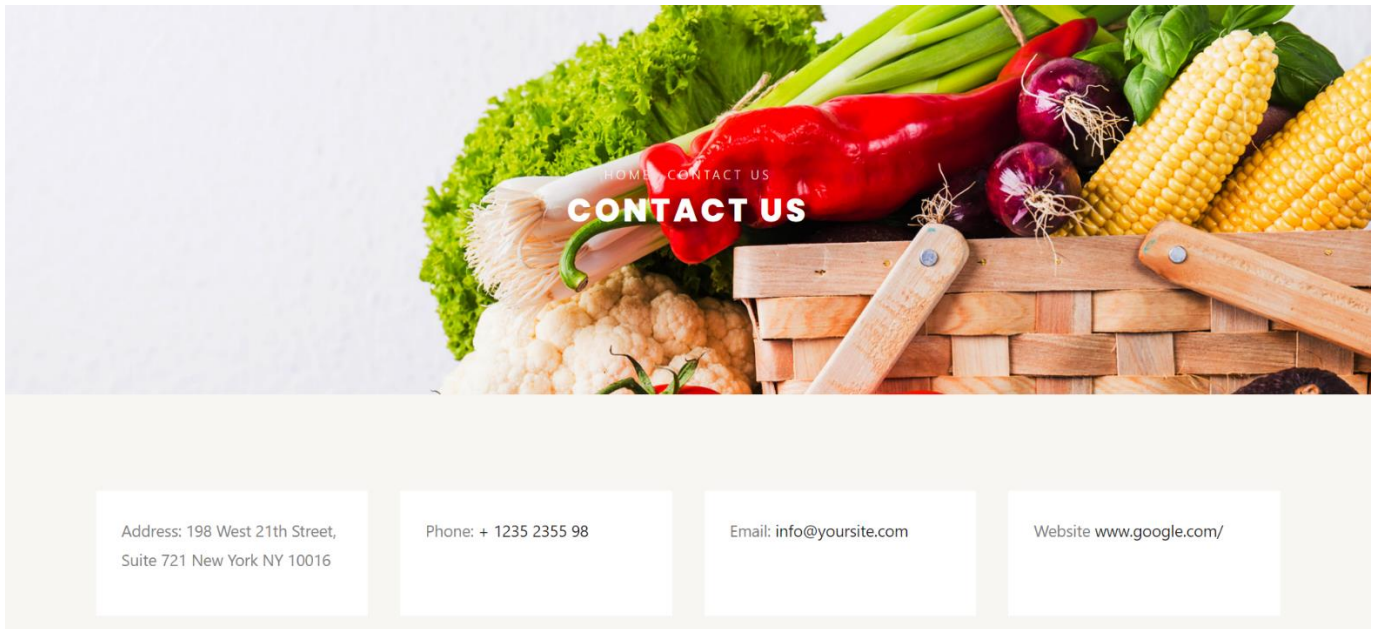 HOME CONTACT US
CONTACT US
Address: 198 West 21th Street,
Suite 721 New York NY 10016
Phone: + 1235 2355 98
Email: info@yoursite.com
Website www.google.com/